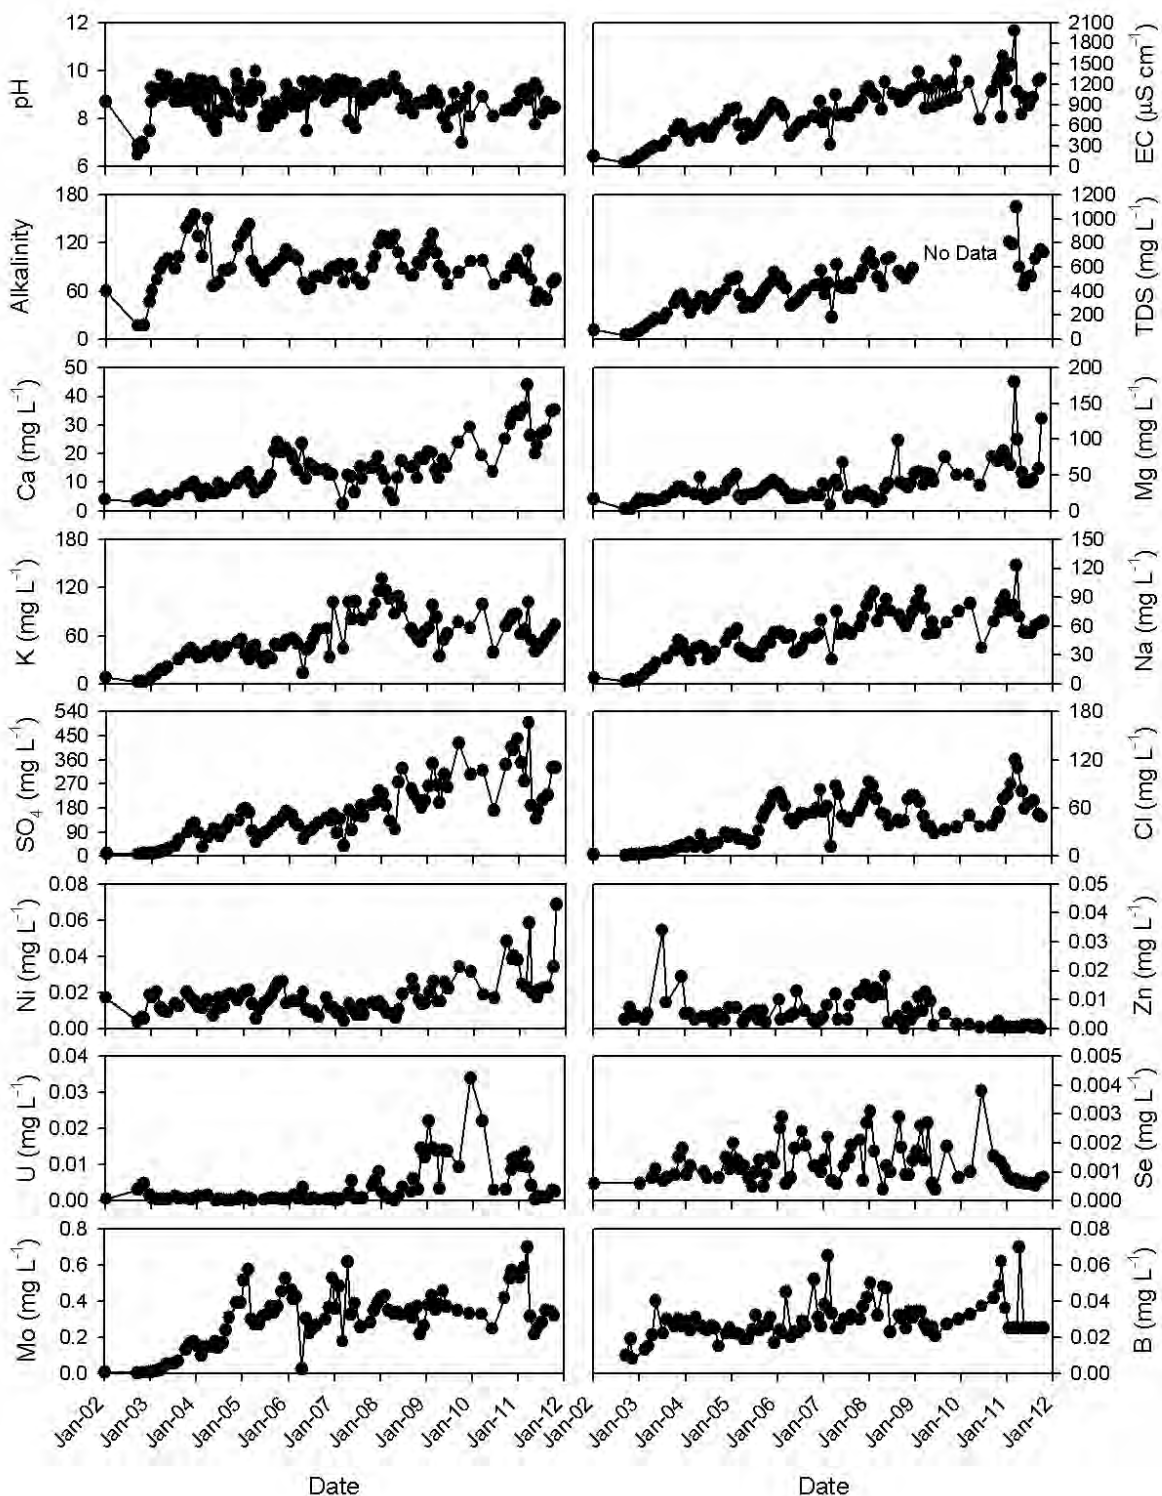 12
10
8
6
pH
2100
1800
1500
1200
900
600
300
0
EC (µS cm⁻¹)
180
120
60
0
Alkalinity
No Data
1200
1000
800
600
400
200
0
TDS (mg L⁻¹)
50
40
30
20
10
0
Ca (mg L⁻¹)
200
150
100
50
0
Mg (mg L⁻¹)
180
120
60
0
K (mg L⁻¹)
150
120
90
60
30
0
Na (mg L⁻¹)
540
450
360
270
180
90
0
SO₄ (mg L⁻¹)
180
120
60
0
Cl (mg L⁻¹)
0.08
0.06
0.04
0.02
0.00
Ni (mg L⁻¹)
0.05
0.04
0.03
0.02
0.01
0.00
Zn (mg L⁻¹)
0.04
0.03
0.02
0.01
0.00
U (mg L⁻¹)
0.005
0.004
0.003
0.002
0.001
0.000
Se (mg L⁻¹)
0.8
0.6
0.4
0.2
0.0
Mo (mg L⁻¹)
0.08
0.06
0.04
0.02
0.00
B (mg L⁻¹)
Jan-02
Jan-03
Jan-04
Jan-05
Jan-06
Jan-07
Jan-08
Jan-09
Jan-10
Jan-11
Jan-12
Jan-02
Jan-03
Jan-04
Jan-05
Jan-06
Jan-07
Jan-08
Jan-09
Jan-10
Jan-11
Jan-12
Date
Date